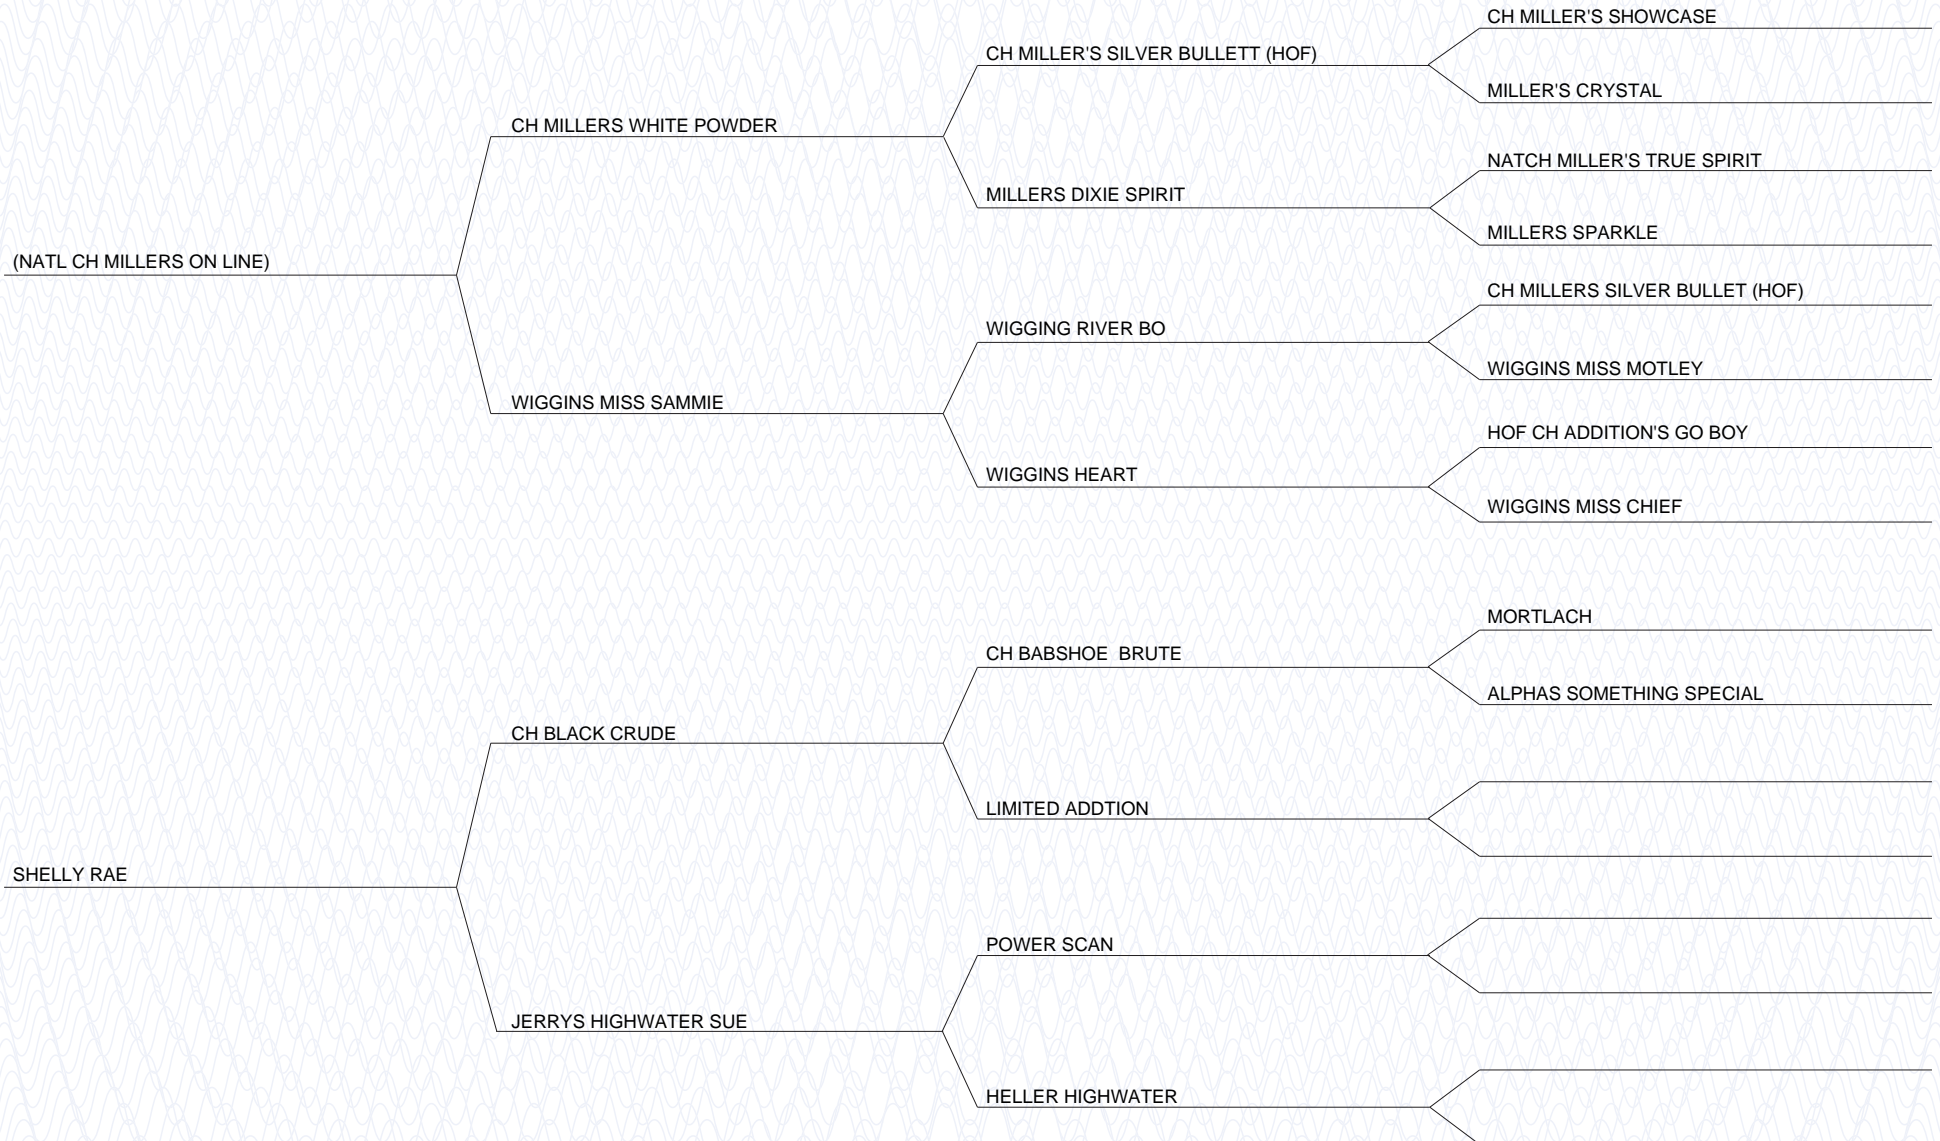 CH MILLER'S SHOWCASE
CH MILLER'S SILVER BULLETT (HOF)
MILLER'S CRYSTAL
CH MILLERS WHITE POWDER
NATCH MILLER'S TRUE SPIRIT
MILLERS DIXIE SPIRIT
MILLERS SPARKLE
(NATL CH MILLERS ON LINE)
CH MILLERS SILVER BULLET (HOF)
WIGGING RIVER BO
WIGGINS MISS MOTLEY
WIGGINS MISS SAMMIE
HOF CH ADDITION'S GO BOY
WIGGINS HEART
WIGGINS MISS CHIEF
MORTLACH
CH BABSHOE  BRUTE
ALPHAS SOMETHING SPECIAL
CH BLACK CRUDE
LIMITED ADDTION
SHELLY RAE
POWER SCAN
JERRYS HIGHWATER SUE
HELLER HIGHWATER